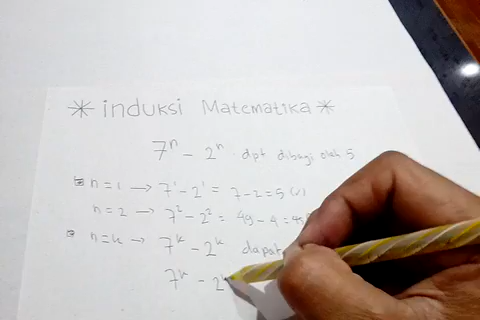 * induksi Matematika *
7ⁿ - 2ⁿ dpt dibagi oleh 5
n = 1 → 7¹ - 2¹ = 7 - 2 = 5 (v)
n = 2 → 7² - 2² = 49 - 4 = 45
n = k → 7ᵏ - 2ᵏ dapat
7ᵏ - 2ᵏ